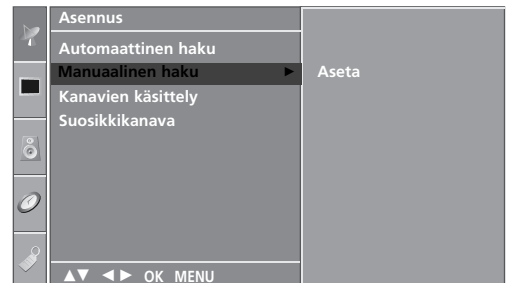 Asennus
Automaattinen haku
Manuaalinen haku ► Aseta
Kanavien käsittely
Suosikkikanava
▲▼ ◄► OK MENU